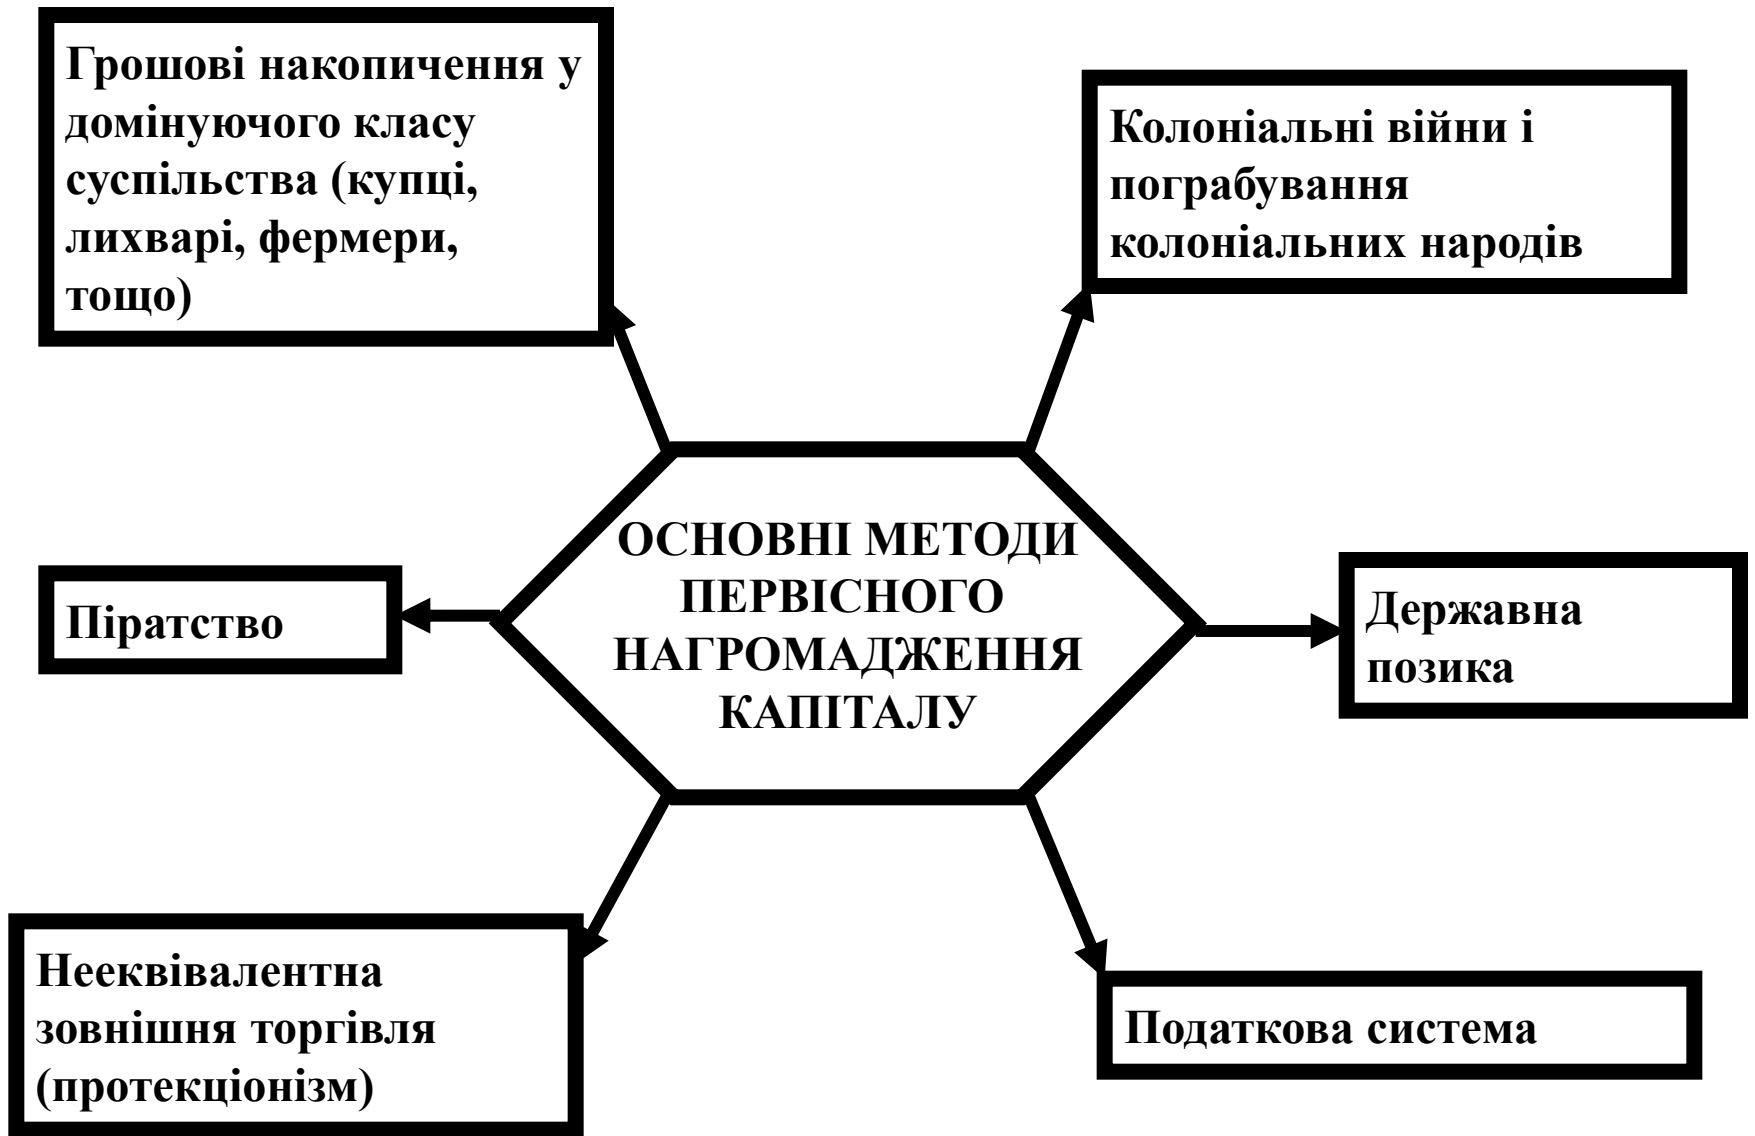 Грошові накопичення у
домінуючого класу
суспільства (купці,
лихварі, фермери,
тощо)
Колоніальні війни і
пограбування
колоніальних народів
ОСНОВНІ МЕТОДИ
ПЕРВІСНОГО
НАГРОМАДЖЕННЯ
КАПІТАЛУ
Піратство
Державна
позика
Нееквівалентна
зовнішня торгівля
(протекціонізм)
Податкова система